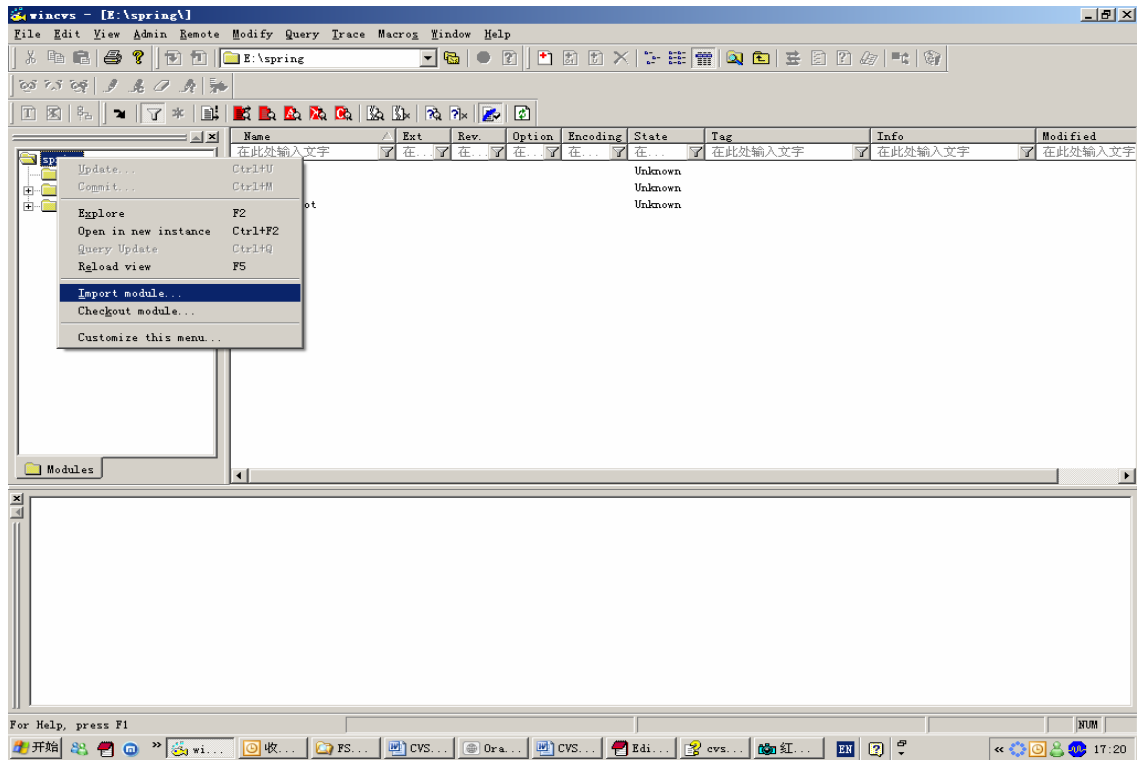 wincvs - [E:\spring\]
File Edit View Admin Remote Modify Query Trace Macros Window Help
E:\spring
Name Ext Rev. Option Encoding State Tag Info Modified
在此处输入文字 在... 在... 在... 在... 在... 在此处输入文字 在此处输入文字 在此处输入文字
Update... Ctrl+U Unknown
Commit... Ctrl+M Unknown
Unknown
Explore F2
Open in new instance Ctrl+F2
Query Update Ctrl+Q
Reload view F5
Import module...
Checkout module...
Customize this menu...
Modules
For Help, press F1 NUM
开始 wi... 收... FS... CVS... Ora... CVS... Edi... cvs... 红... EN 17:20